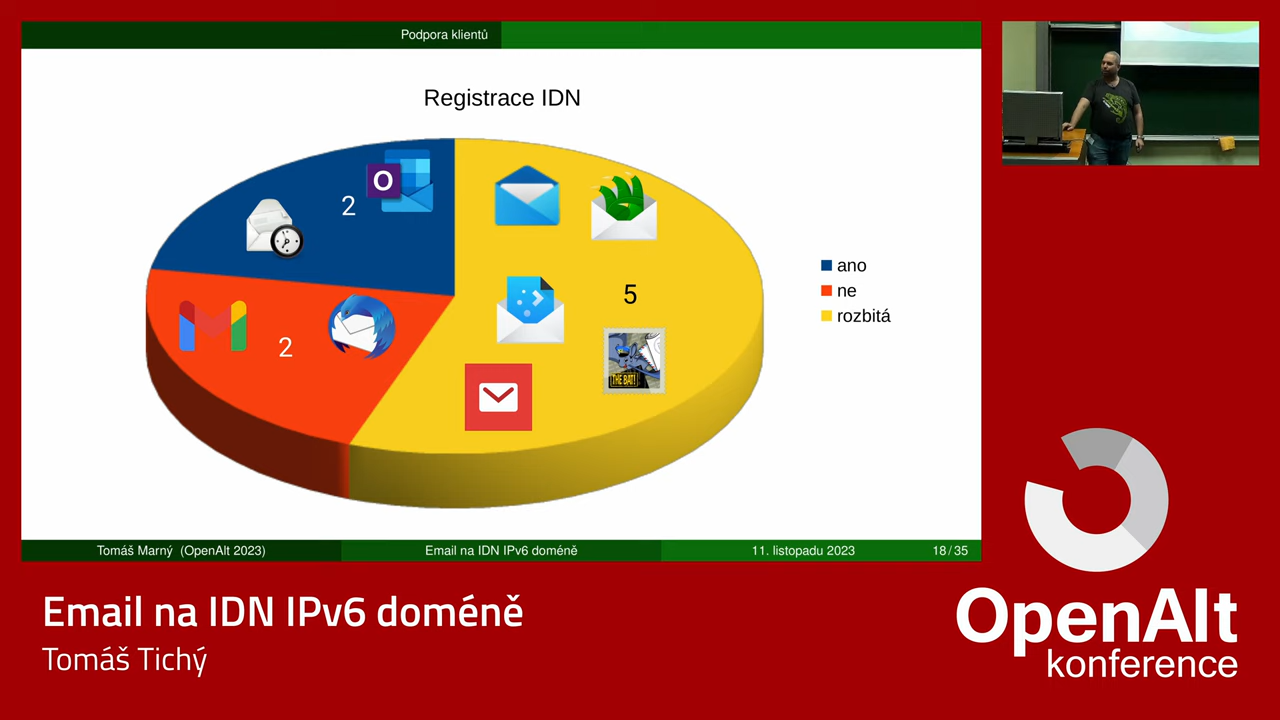 Podpora klientů
Registrace IDN
2
2
5
THE BAT!
ano
ne
rozbitá
Tomáš Marný (OpenAlt 2023)
Email na IDN IPv6 doméně
11. listopadu 2023
18/35
Email na IDN IPv6 doméně
Tomáš Tichý
OpenAlt
konference